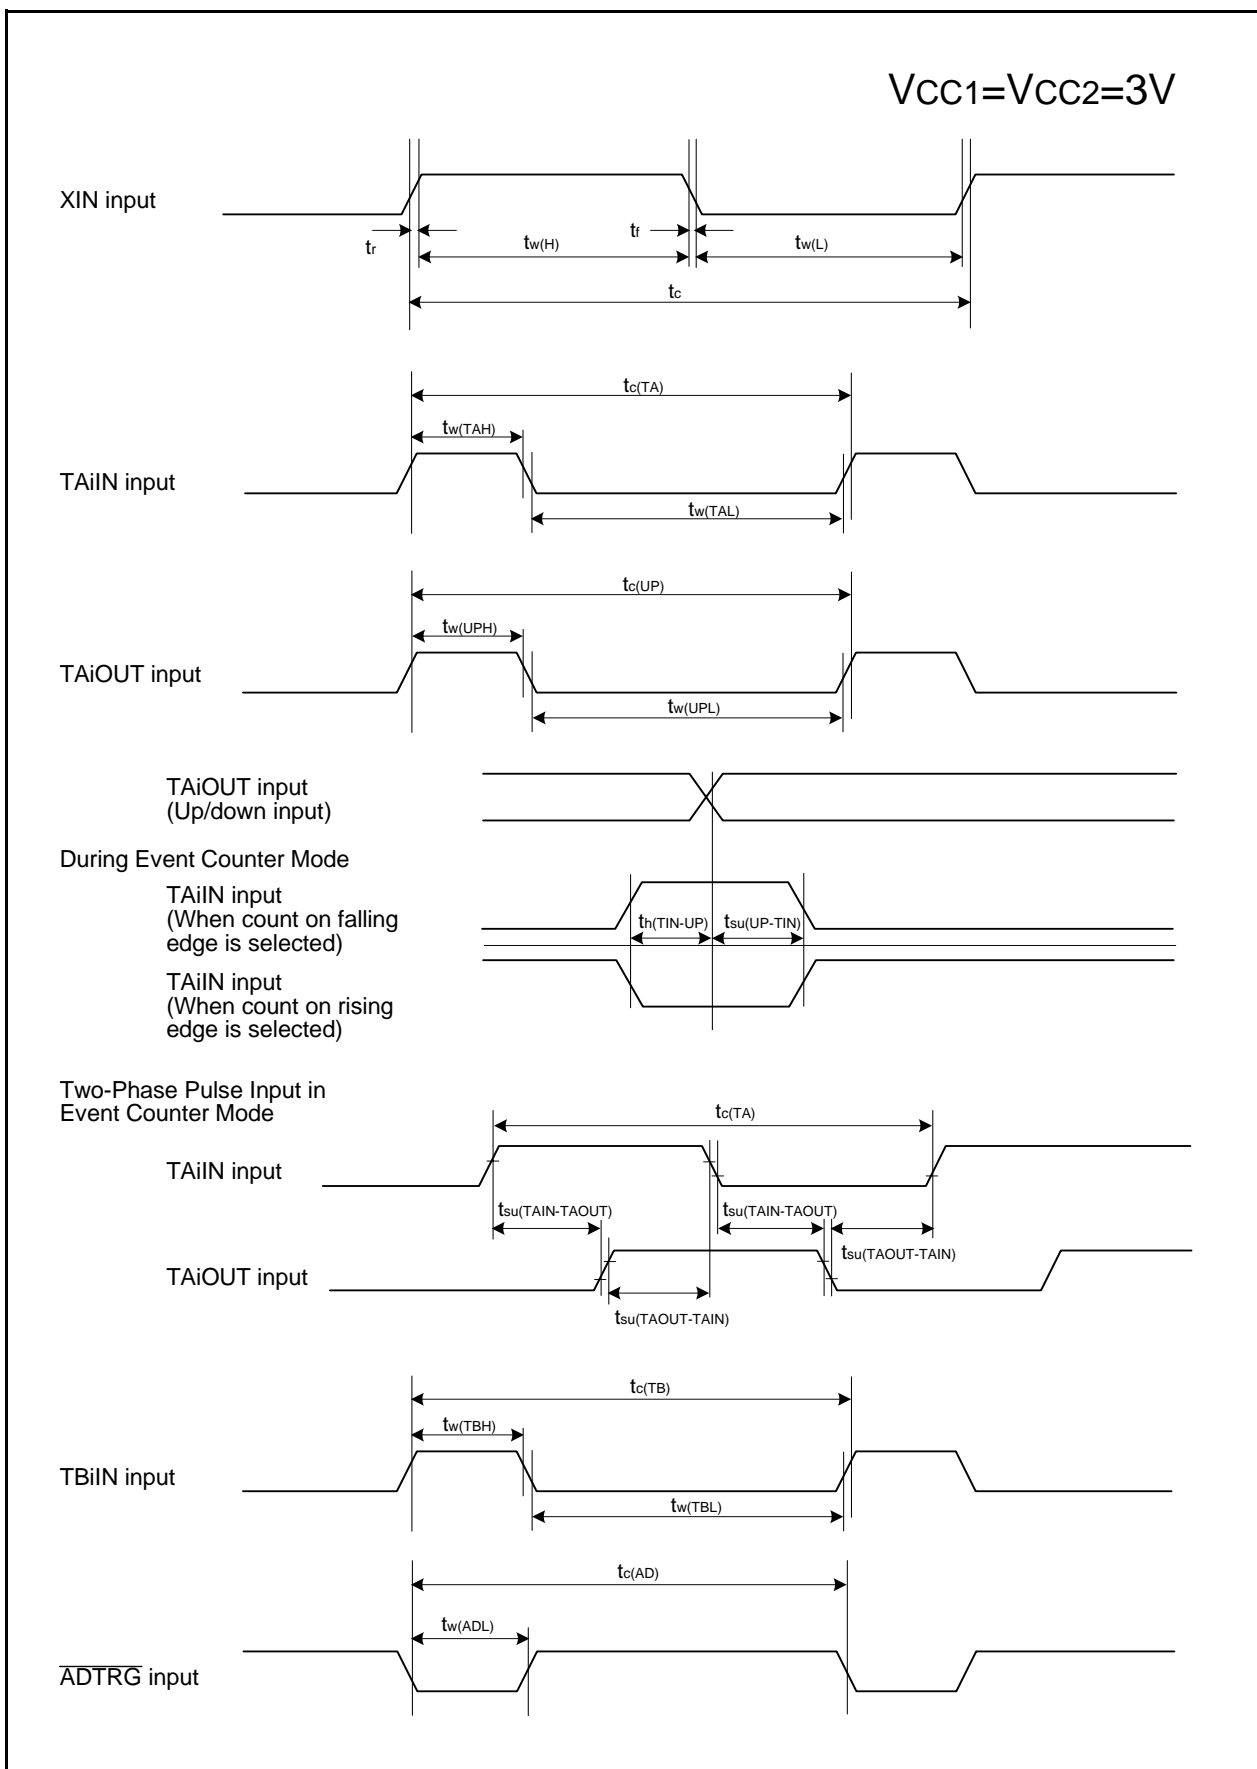 VCC1=VCC2=3V
XIN input
tr
tw(H)
tf
tw(L)
tc
tc(TA)
tw(TAH)
TAiIN input
tw(TAL)
tc(UP)
tw(UPH)
TAiOUT input
tw(UPL)
TAiOUT input
(Up/down input)
During Event Counter Mode
TAiIN input
(When count on falling
edge is selected)
th(TIN-UP)
tsu(UP-TIN)
TAiIN input
(When count on rising
edge is selected)
Two-Phase Pulse Input in
Event Counter Mode
tc(TA)
TAiIN input
tsu(TAIN-TAOUT)
tsu(TAIN-TAOUT)
tsu(TAOUT-TAIN)
TAiOUT input
tsu(TAOUT-TAIN)
tc(TB)
tw(TBH)
TBiIN input
tw(TBL)
tc(AD)
tw(ADL)
ADTRG input